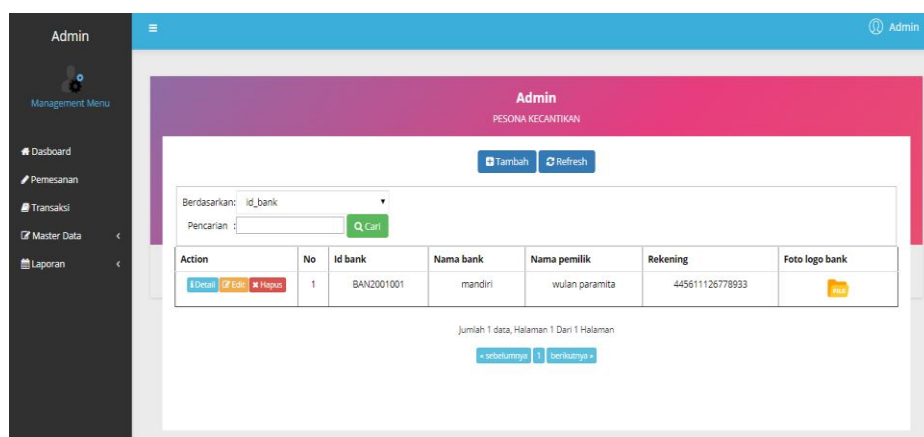 Admin
Admin
Management Menu
Dasboard
Pemesanan
Transaksi
Master Data
Laporan
Admin
PESONA KECANTIKAN
Tambah Refresh
Berdasarkan: id_bank
Pencarian : Cari
Action No Id bank Nama bank Nama pemilik Rekening Foto logo bank
Detail Edit Hapus 1 BAN2001001 mandiri wulan paramita 445611126778933
Jumlah 1 data, Halaman 1 Dari 1 Halaman
« sebelumnya 1 berikutnya »